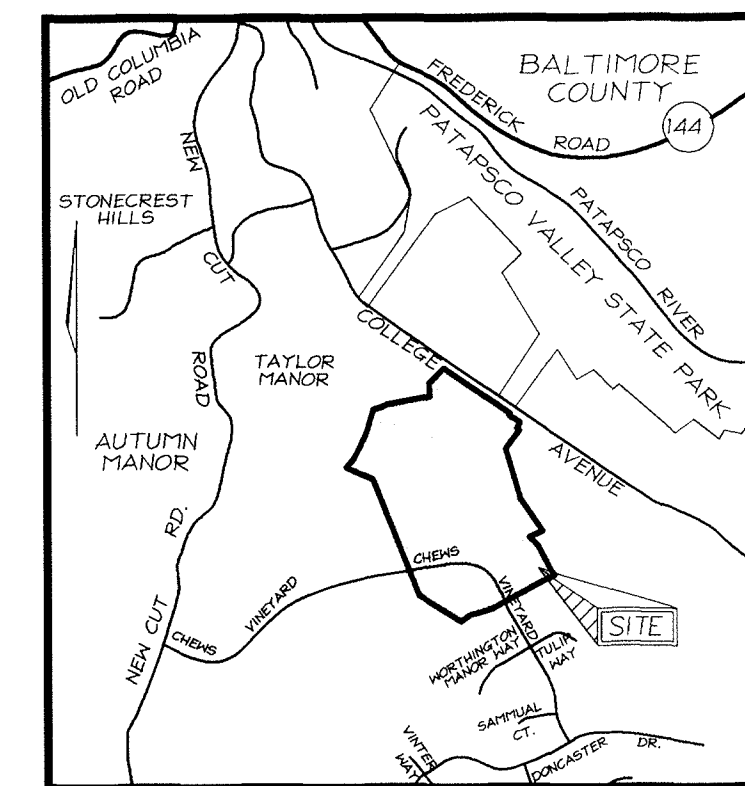 OLD COLUMBIA
ROAD
BALTIMORE
COUNTY
FREDERICK
ROAD
144
NEW
CUT
ROAD
STONECREST
HILLS
PATAPSCO VALLEY STATE PARK
PATAPSCO
RIVER
COLLEGE
AVENUE
TAYLOR
MANOR
AUTUMN
MANOR
RD.
NEW CUT
CHEWS
VINEYARD
CHEWS
VINEYARD
SITE
WORTHINGTON
MANOR WAY
TULIP
WAY
SAMMUAL
CT.
VINTER
WAY
DONCASTER
DR.